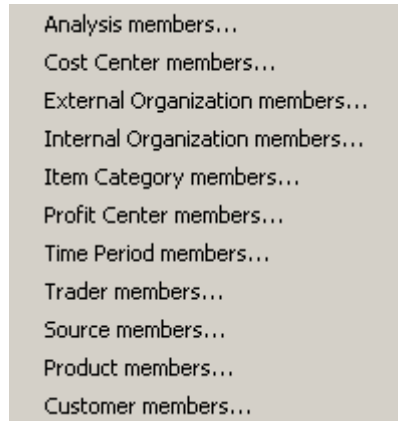 Analysis members...
Cost Center members...
External Organization members...
Internal Organization members...
Item Category members...
Profit Center members...
Time Period members...
Trader members...
Source members...
Product members...
Customer members...